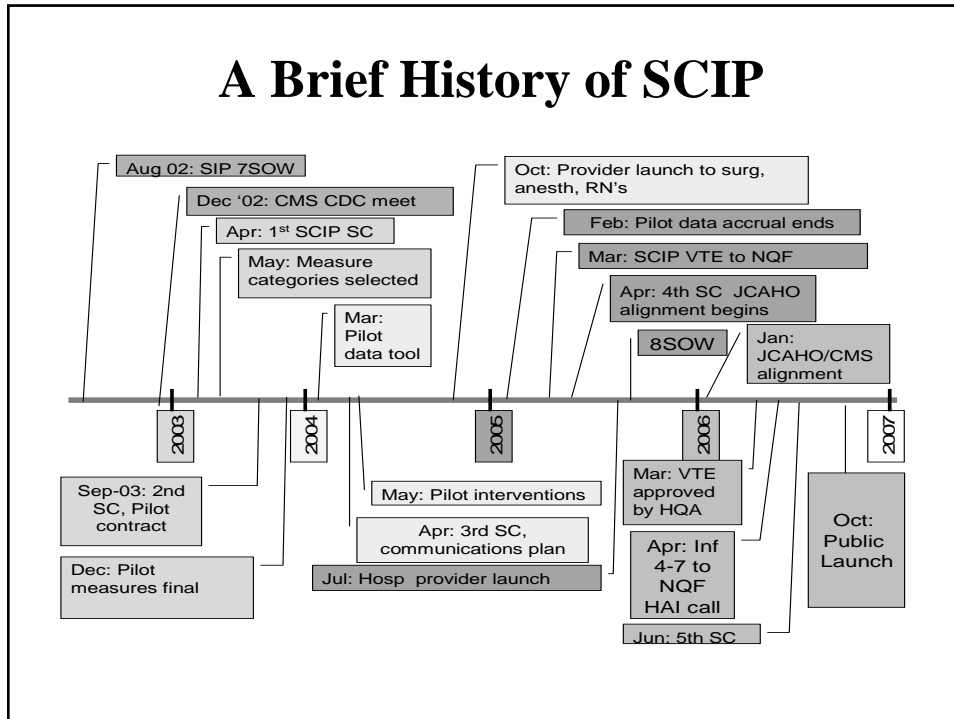 A Brief History of SCIP
Aug 02: SIP 7SOW
Dec ‘02: CMS CDC meet
Apr: 1st SCIP SC
May: Measure
categories selected
Mar:
Pilot
data tool
Oct: Provider launch to surg,
anesth, RN's
Feb: Pilot data accrual ends
Mar: SCIP VTE to NQF
Apr: 4th SC JCAHO
alignment begins
8SOW
Jan:
JCAHO/CMS
alignment
2003
2004
2005
2006
2007
Sep-03: 2nd
SC, Pilot
contract
Dec: Pilot
measures final
May: Pilot interventions
Apr: 3rd SC,
communications plan
Jul: Hosp provider launch
Mar: VTE
approved
by HQA
Apr: Inf
4-7 to
NQF
HAI call
Jun: 5th SC
Oct:
Public
Launch